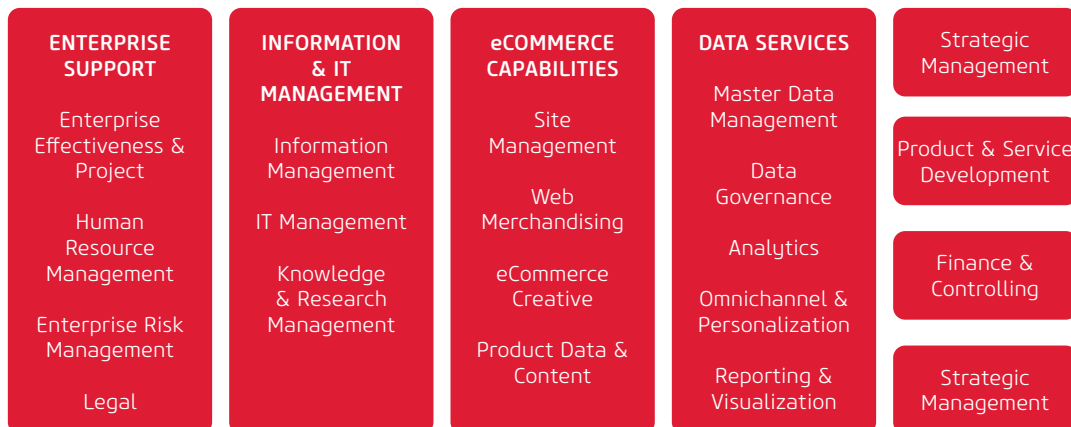 ENTERPRISE
SUPPORT
Enterprise
Effectiveness &
Project
Human
Resource
Management
Enterprise Risk
Management
Legal
INFORMATION
& IT
MANAGEMENT
Information
Management
IT Management
Knowledge
& Research
Management
eCOMMERCE
CAPABILITIES
Site
Management
Web
Merchandising
eCommerce
Creative
Product Data &
Content
DATA SERVICES
Master Data
Management
Data
Governance
Analytics
Omnichannel &
Personalization
Reporting &
Visualization
Strategic
Management
Product & Service
Development
Finance &
Controlling
Strategic
Management